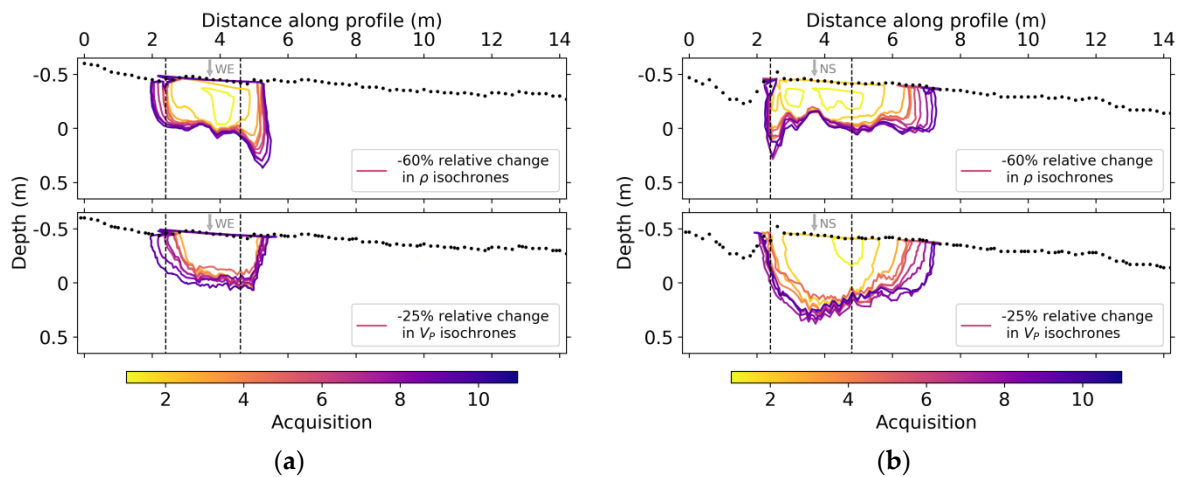 Distance along profile (m)
0 2 4 6 8 10 12 14
WE
-0.5
0
0.5
-60% relative change
in ρ isochrones
WE
-0.5
0
0.5
-25% relative change
in VP isochrones
Depth (m)
2 4 6 8 10
Acquisition
(a)
Distance along profile (m)
0 2 4 6 8 10 12 14
NS
-0.5
0
0.5
-60% relative change
in ρ isochrones
NS
-0.5
0
0.5
-25% relative change
in VP isochrones
Depth (m)
2 4 6 8 10
Acquisition
(b)